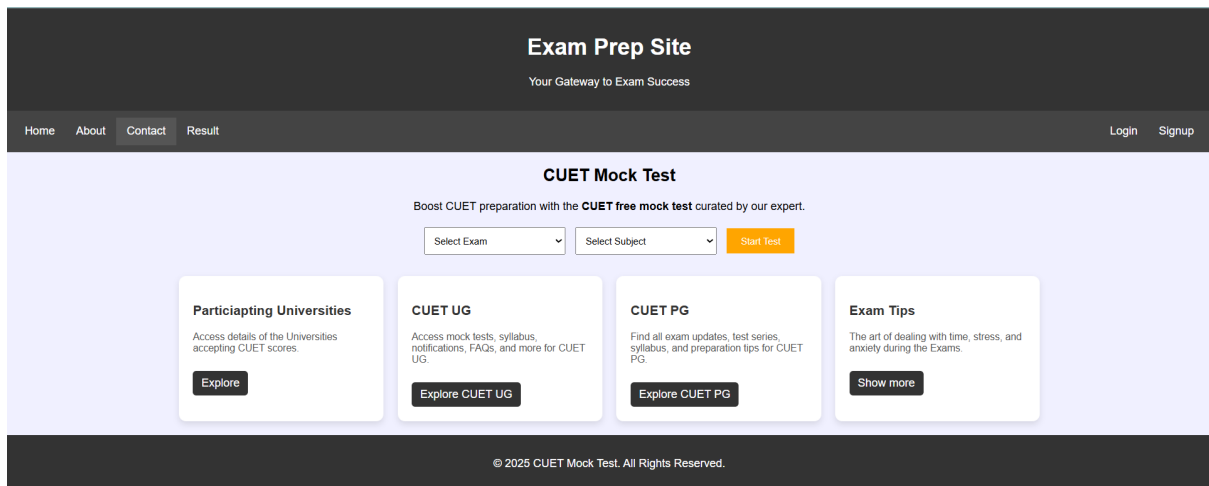 Exam Prep Site
Your Gateway to Exam Success
Home About Contact Result Login Signup
CUET Mock Test
Boost CUET preparation with the CUET free mock test curated by our expert.
Select Exam Select Subject Start Test
Particiapting Universities
Access details of the Universities
accepting CUET scores.
Explore
CUET UG
Access mock tests, syllabus,
notifications, FAQs, and more for CUET
UG.
Explore CUET UG
CUET PG
Find all exam updates, test series,
syllabus, and preparation tips for CUET
PG.
Explore CUET PG
Exam Tips
The art of dealing with time, stress, and
anxiety during the Exams.
Show more
© 2025 CUET Mock Test. All Rights Reserved.